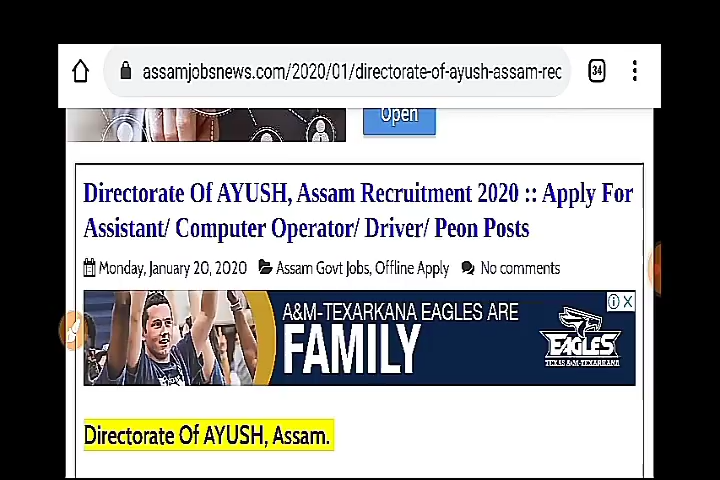 assamjobsnews.com/2020/01/directorate-of-ayush-assam-rec
34
Open
Directorate Of AYUSH, Assam Recruitment 2020 :: Apply For
Assistant/ Computer Operator/ Driver/ Peon Posts
Monday, January 20, 2020 Assam Govt Jobs, Offline Apply No comments
A&M-TEXARKANA EAGLES ARE
FAMILY
EAGLES
TEXAS A&M-TEXARKANA
Directorate Of AYUSH, Assam.